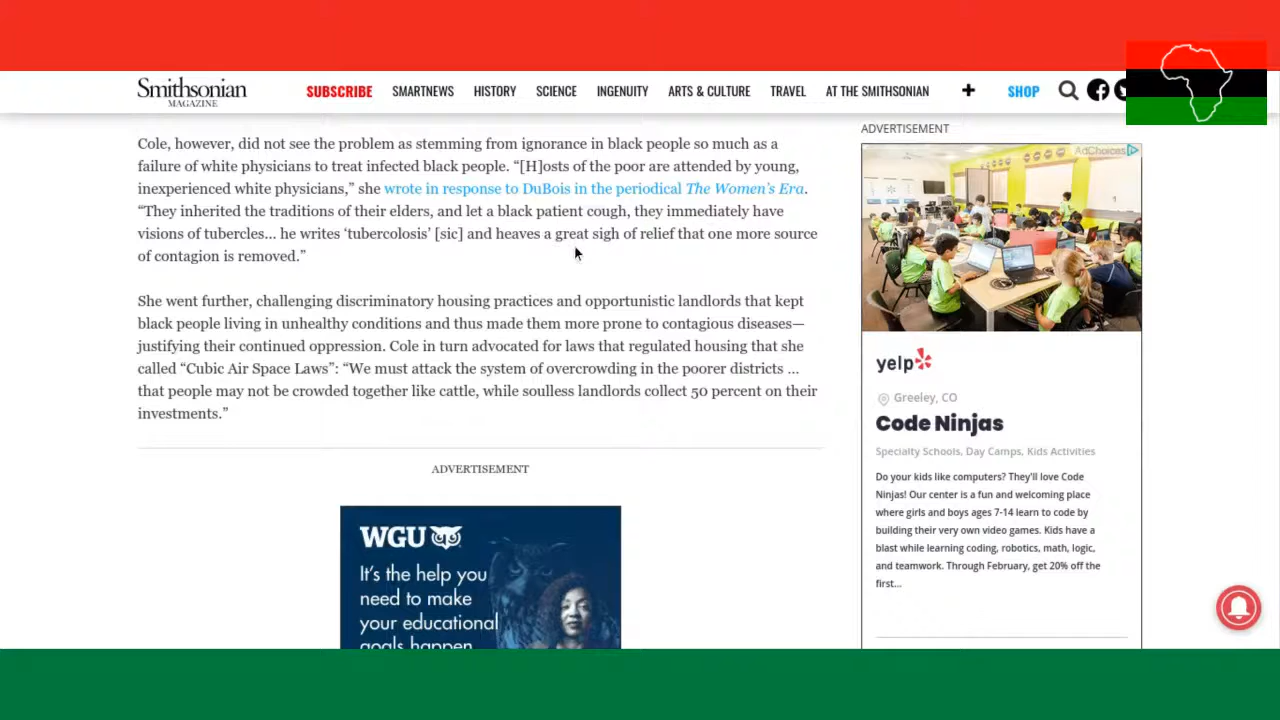 Smithsonian
MAGAZINE
SUBSCRIBE SMARTNEWS HISTORY SCIENCE INGENUITY ARTS & CULTURE TRAVEL AT THE SMITHSONIAN + SHOP
Cole, however, did not see the problem as stemming from ignorance in black people so much as a
failure of white physicians to treat infected black people. “[H]osts of the poor are attended by young,
inexperienced white physicians,” she wrote in response to DuBois in the periodical The Women’s Era.
“They inherited the traditions of their elders, and let a black patient cough, they immediately have
visions of tubercles... he writes ‘tubercolosis’ [sic] and heaves a great sigh of relief that one more source
of contagion is removed.”
She went further, challenging discriminatory housing practices and opportunistic landlords that kept
black people living in unhealthy conditions and thus made them more prone to contagious diseases—
justifying their continued oppression. Cole in turn advocated for laws that regulated housing that she
called “Cubic Air Space Laws”: “We must attack the system of overcrowding in the poorer districts ...
that people may not be crowded together like cattle, while soulless landlords collect 50 percent on their
investments.”
ADVERTISEMENT
WGU
It’s the help you
need to make
your educational
goals happen
ADVERTISEMENT
AdChoices
yelp
Greeley, CO
Code Ninjas
Specialty Schools, Day Camps, Kids Activities
Do your kids like computers? They'll love Code
Ninjas! Our center is a fun and welcoming place
where girls and boys ages 7-14 learn to code by
building their very own video games. Kids have a
blast while learning coding, robotics, math, logic,
and teamwork. Through February, get 20% off the
first...